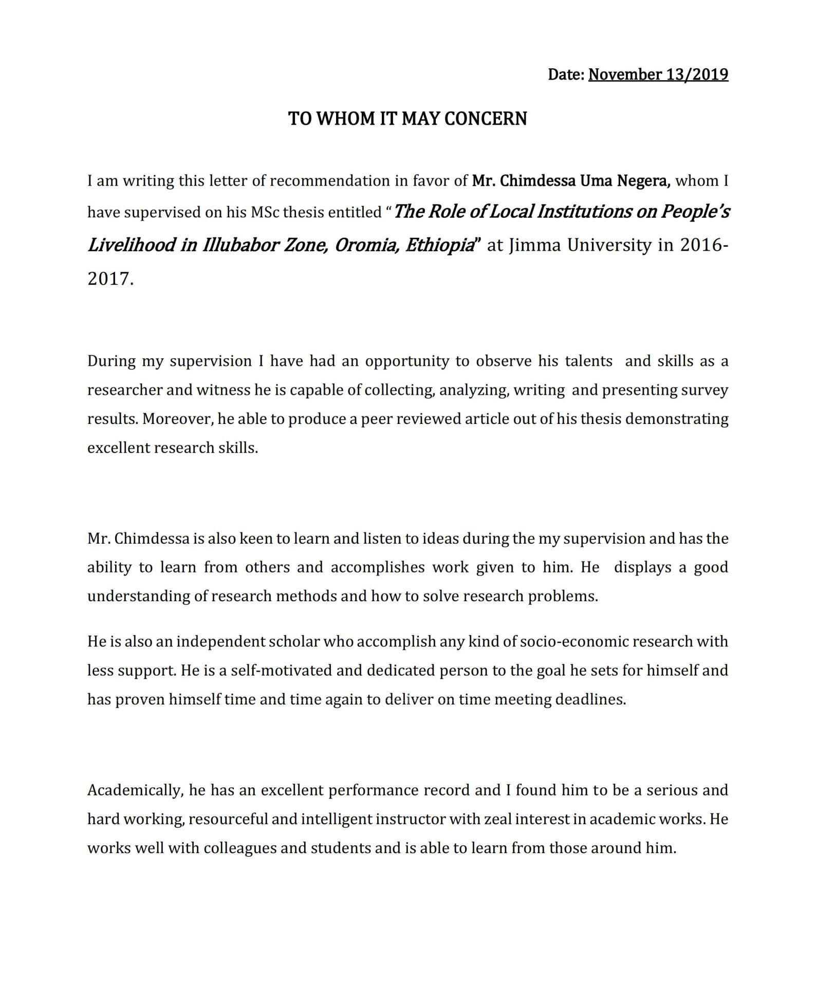 Date: November 13/2019
TO WHOM IT MAY CONCERN
I am writing this letter of recommendation in favor of Mr. Chimdessa Uma Negera, whom I
have supervised on his MSc thesis entitled “The Role of Local Institutions on People’s
Livelihood in Illubabor Zone, Oromia, Ethiopia” at Jimma University in 2016-
2017.
During my supervision I have had an opportunity to observe his talents and skills as a
researcher and witness he is capable of collecting, analyzing, writing and presenting survey
results. Moreover, he able to produce a peer reviewed article out of his thesis demonstrating
excellent research skills.
Mr. Chimdessa is also keen to learn and listen to ideas during the my supervision and has the
ability to learn from others and accomplishes work given to him. He displays a good
understanding of research methods and how to solve research problems.
He is also an independent scholar who accomplish any kind of socio-economic research with
less support. He is a self-motivated and dedicated person to the goal he sets for himself and
has proven himself time and time again to deliver on time meeting deadlines.
Academically, he has an excellent performance record and I found him to be a serious and
hard working, resourceful and intelligent instructor with zeal interest in academic works. He
works well with colleagues and students and is able to learn from those around him.